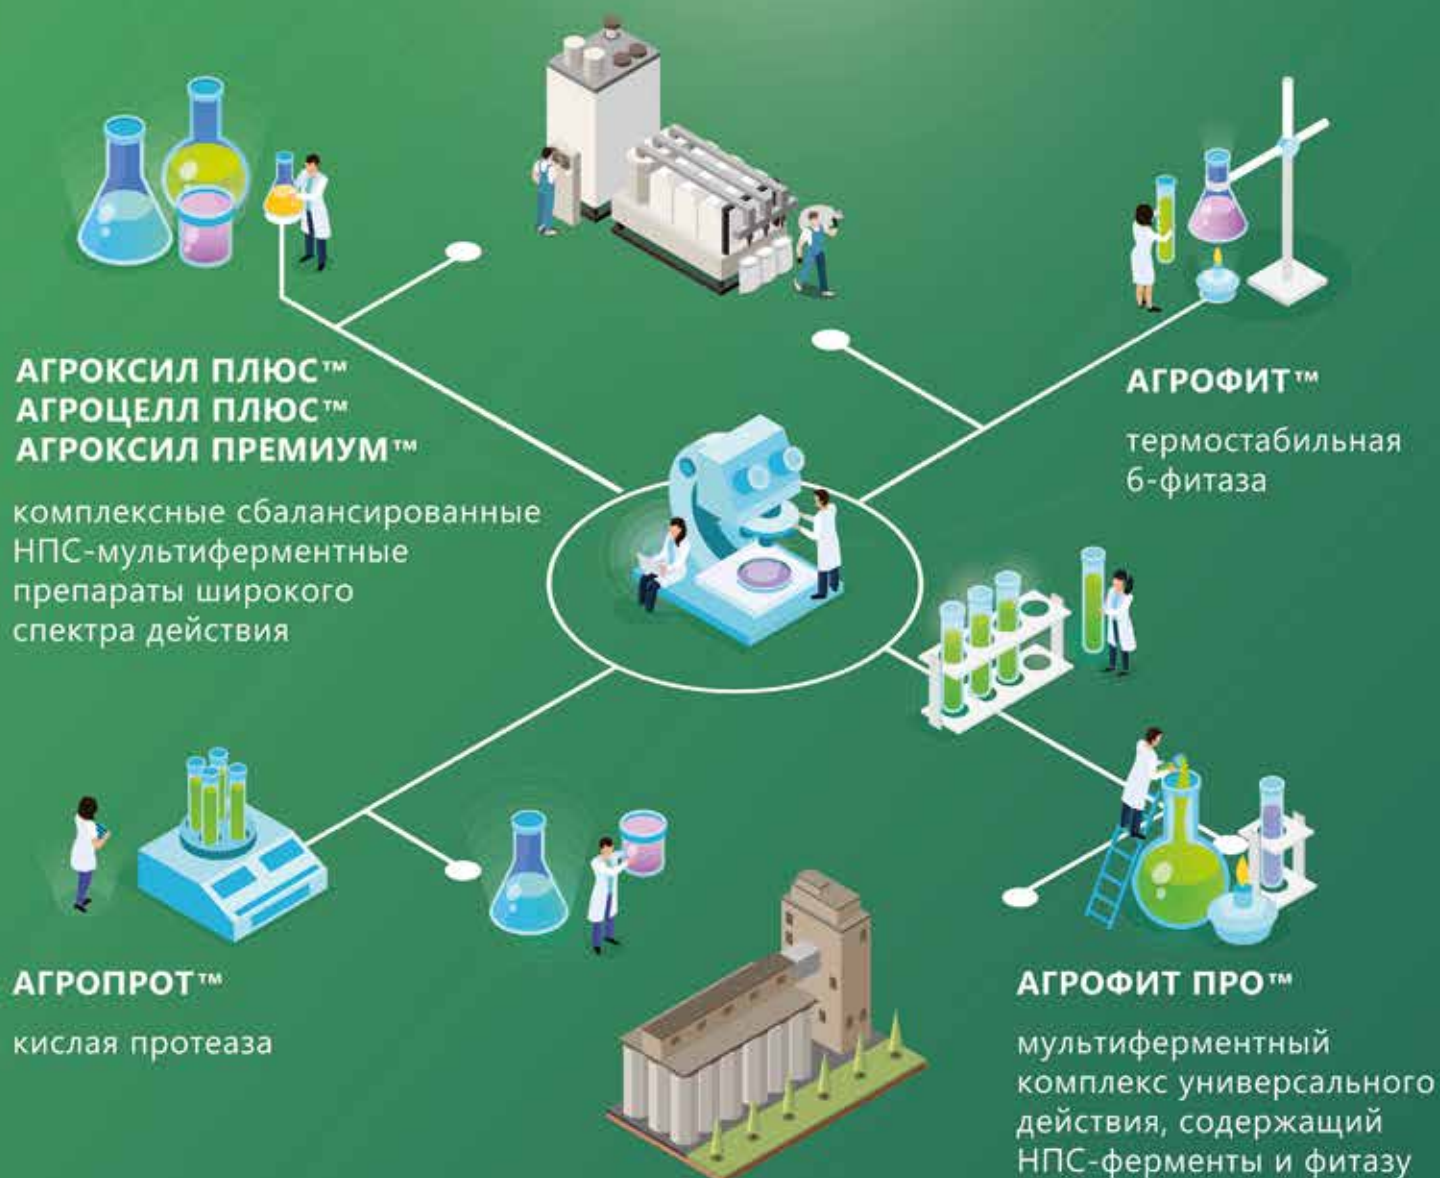 АГРОКСИЛ ПЛЮС™
АГРОЦЕЛЛ ПЛЮС™
АГРОКСИЛ ПРЕМИУМ™
комплексные сбалансированные
НПС-мультиферментные
препараты широкого
спектра действия
АГРОФИТ™
термостабильная
6-фитаза
АГРОПРОТ™
кислая протеаза
АГРОФИТ ПРО™
мультиферментный
комплекс универсального
действия, содержащий
НПС-ферменты и фитазу